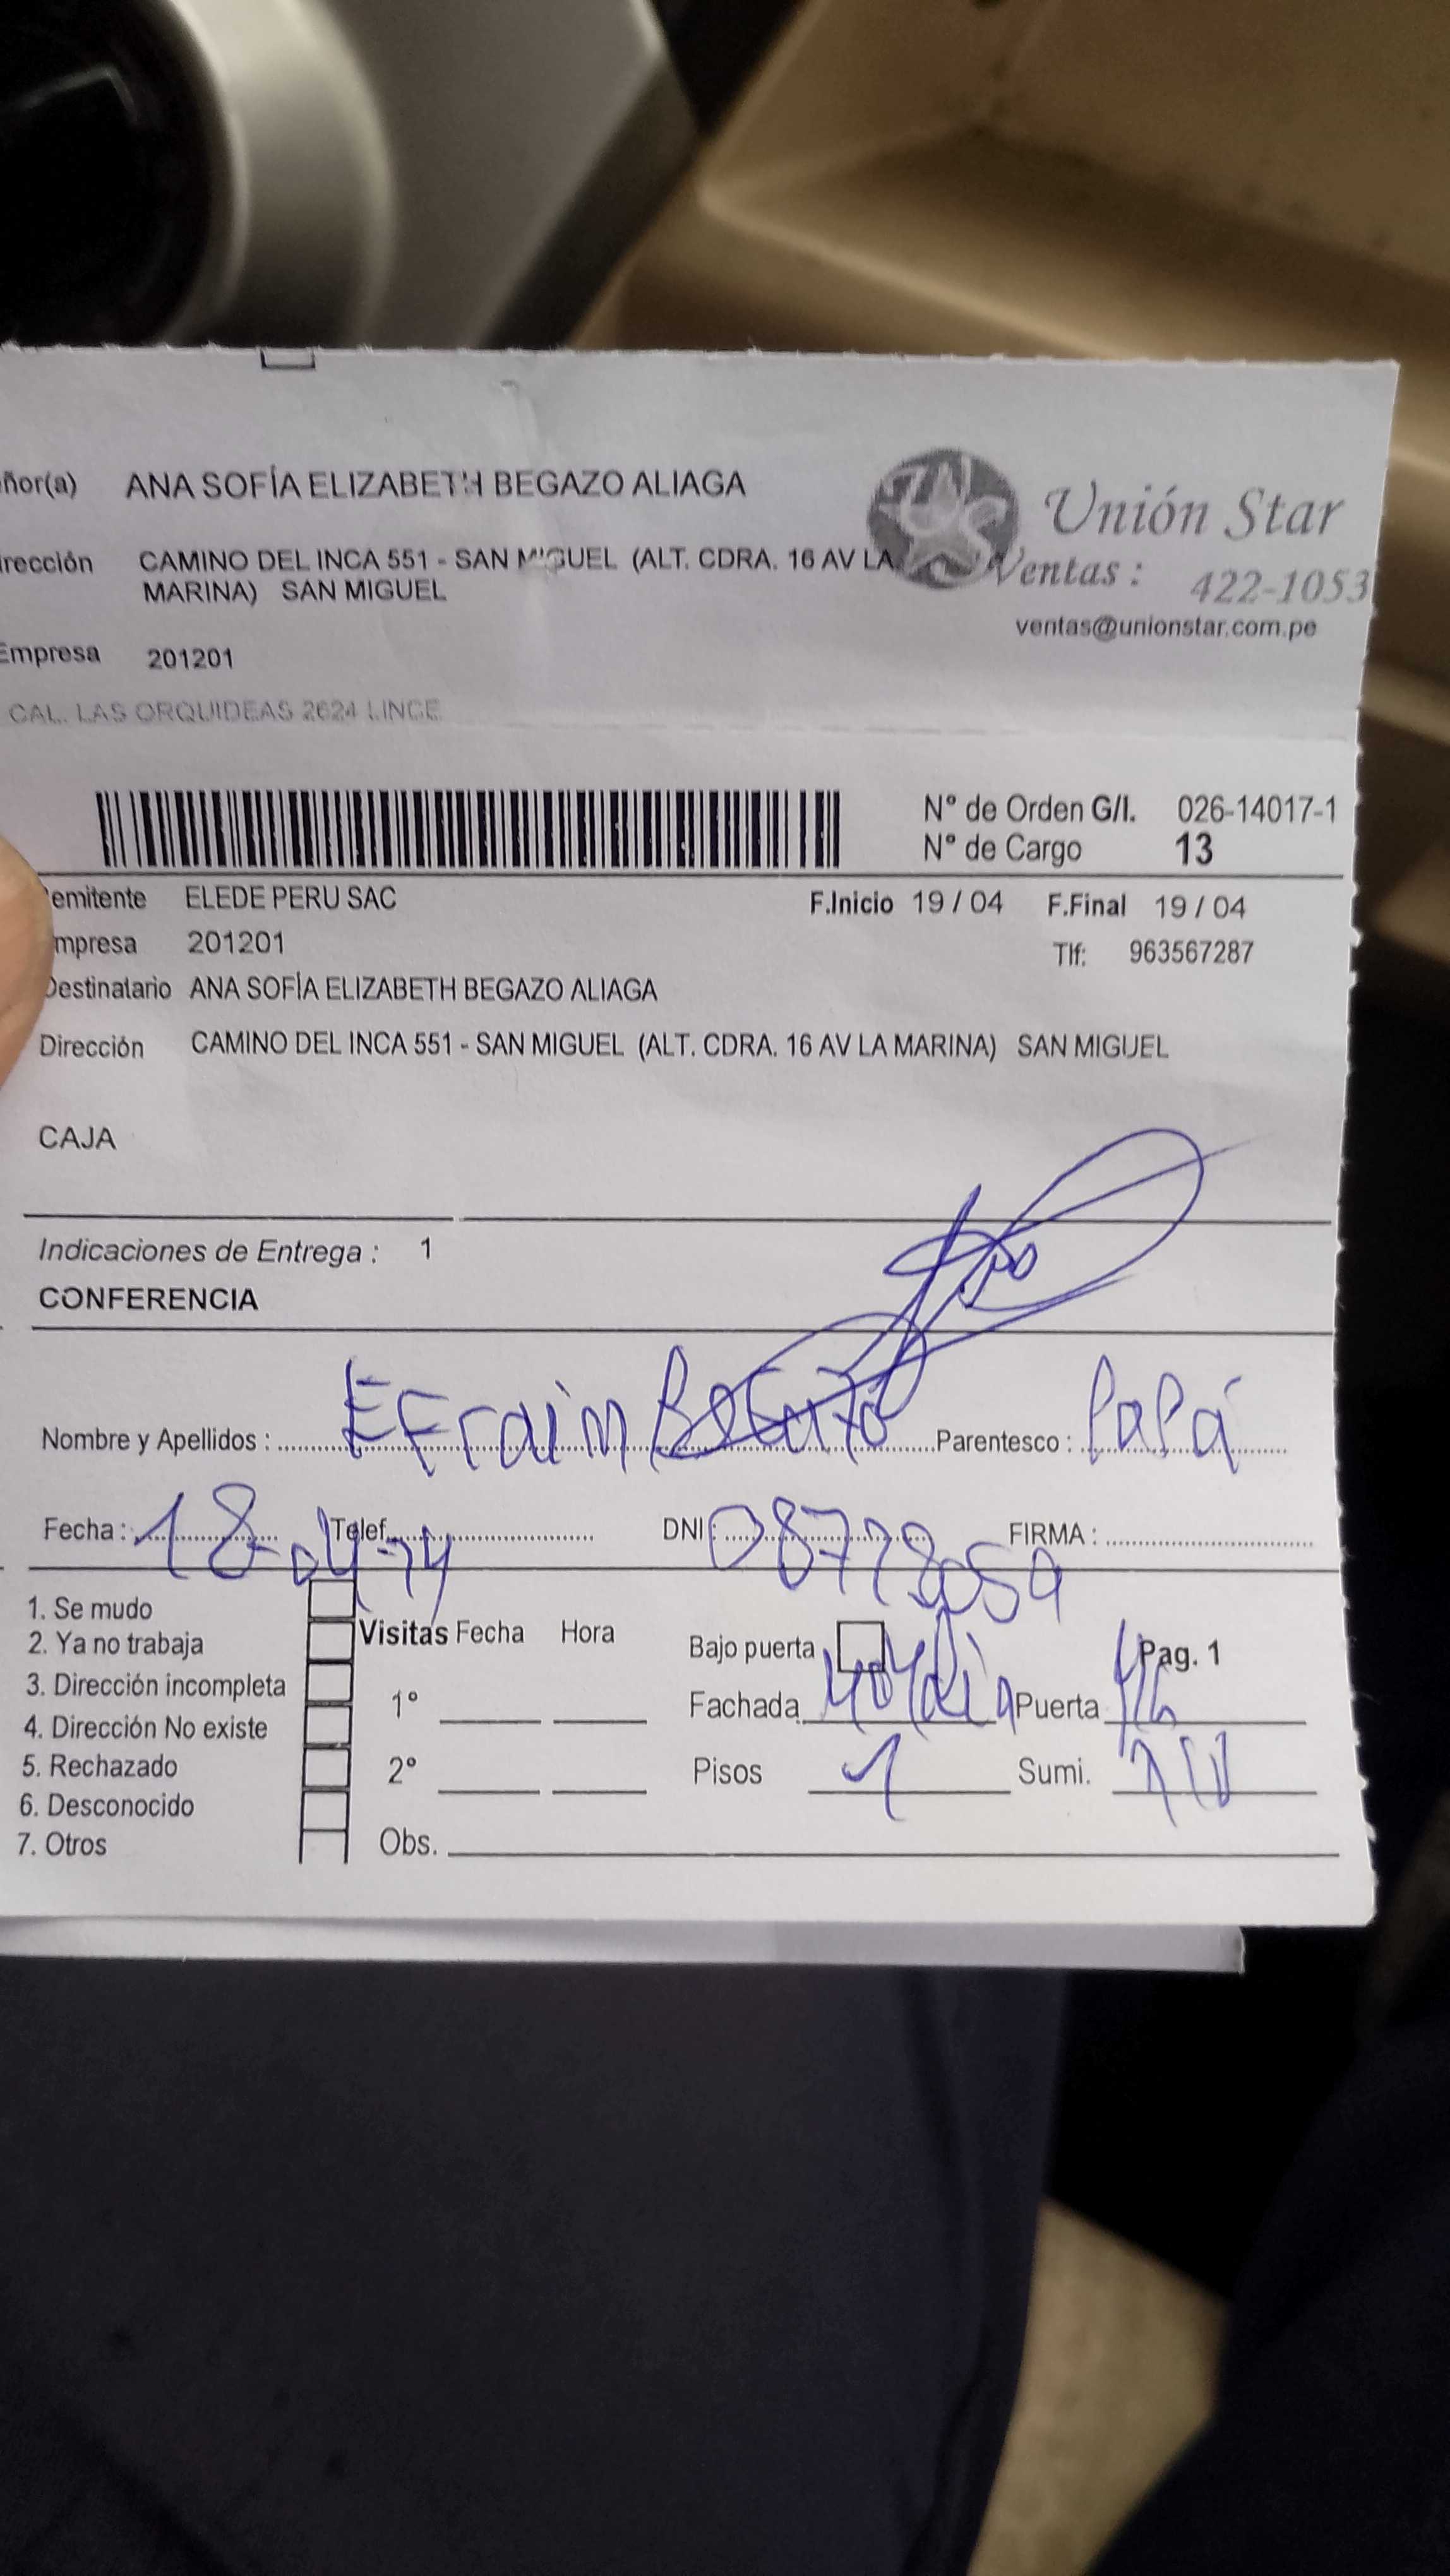 ñor(a) ANA SOFÍA ELIZABETH BEGAZO ALIAGA
Unión Star
irección CAMINO DEL INCA 551 - SAN MIGUEL (ALT. CDRA. 16 AV LA
MARINA) SAN MIGUEL
Ventas : 422-1053
ventas@unionstar.com.pe
Empresa 201201
CAL. LAS ORQUIDEAS 2624 LINCE
N° de Orden G/I. 026-14017-1
N° de Cargo 13
emitente ELEDE PERU SAC F.Inicio 19 / 04 F.Final 19 / 04
mpresa 201201 Tlf: 963567287
Destinatario ANA SOFÍA ELIZABETH BEGAZO ALIAGA
Dirección CAMINO DEL INCA 551 - SAN MIGUEL (ALT. CDRA. 16 AV LA MARINA) SAN MIGUEL
CAJA
Indicaciones de Entrega : 1
CONFERENCIA
Nombre y Apellidos : EFrain BeGazo Parentesco : PaPá
Fecha : 18-04- Telef. DNI : FIRMA :
1. Se mudo
2. Ya no trabaja
3. Dirección incompleta
4. Dirección No existe
5. Rechazado
6. Desconocido
7. Otros
Visitas Fecha Hora
1°
2°
Obs.
Bajo puerta Pag. 1
Fachada Puerta
Pisos 1 Sumi.